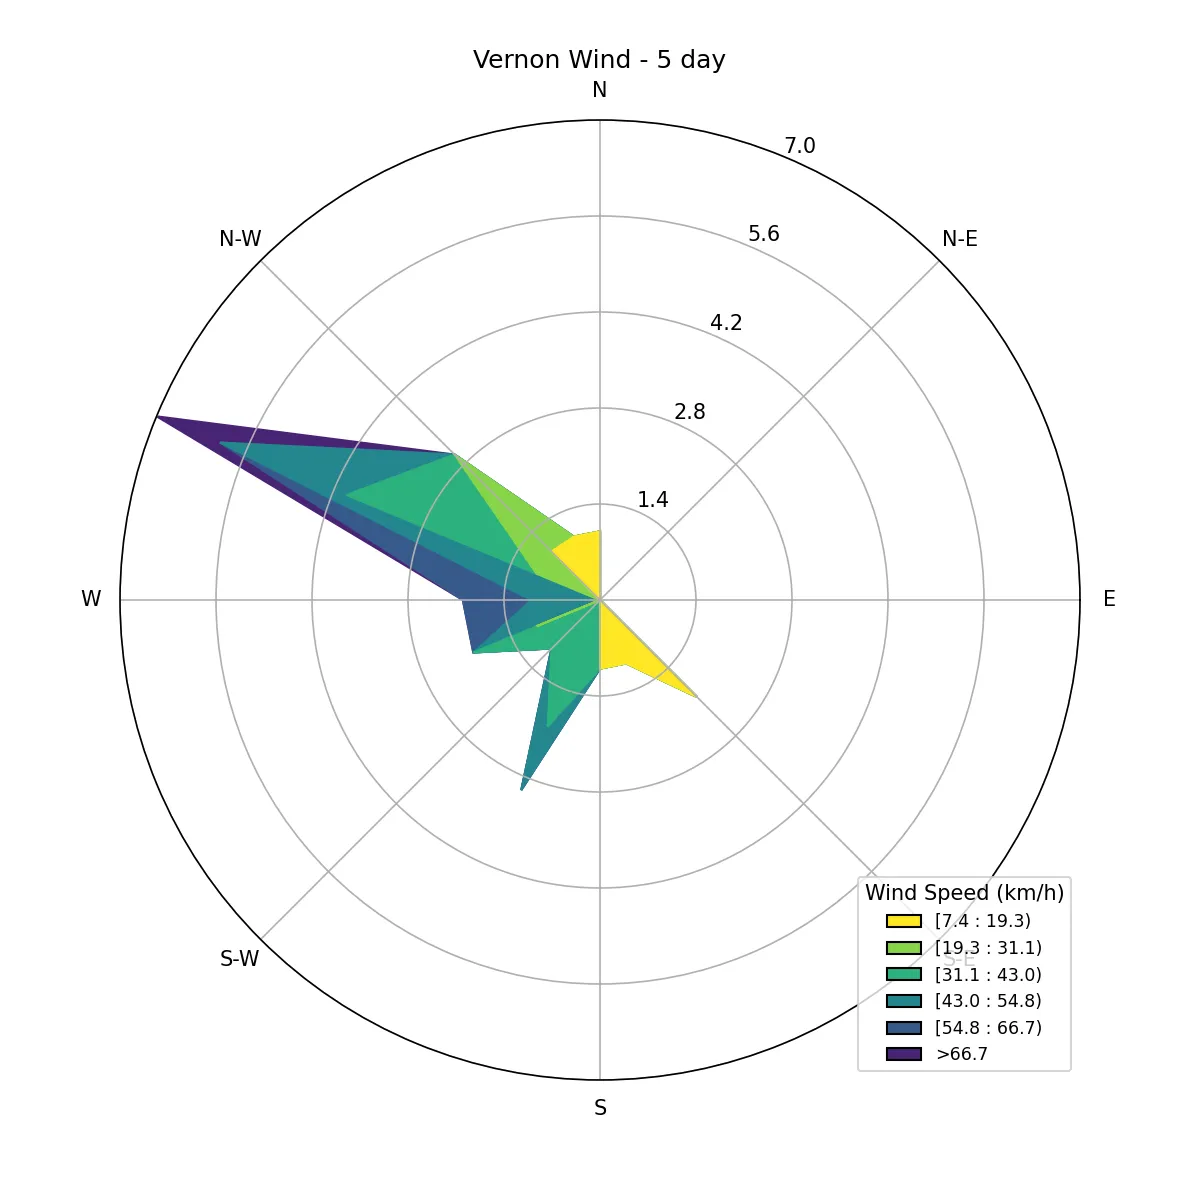 Vernon Wind - 5 day
N
7.0
N-W
5.6
N-E
4.2
2.8
1.4
W
E
S-W
S-E
S
Wind Speed (km/h)
[7.4 : 19.3)
[19.3 : 31.1)
[31.1 : 43.0)
[43.0 : 54.8)
[54.8 : 66.7)
>66.7